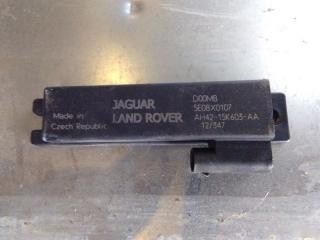 JAGUAR
LAND ROVER
Made in
Czech Republic
D00MB
5E08X0107
AH42-15K603-AA
12/347